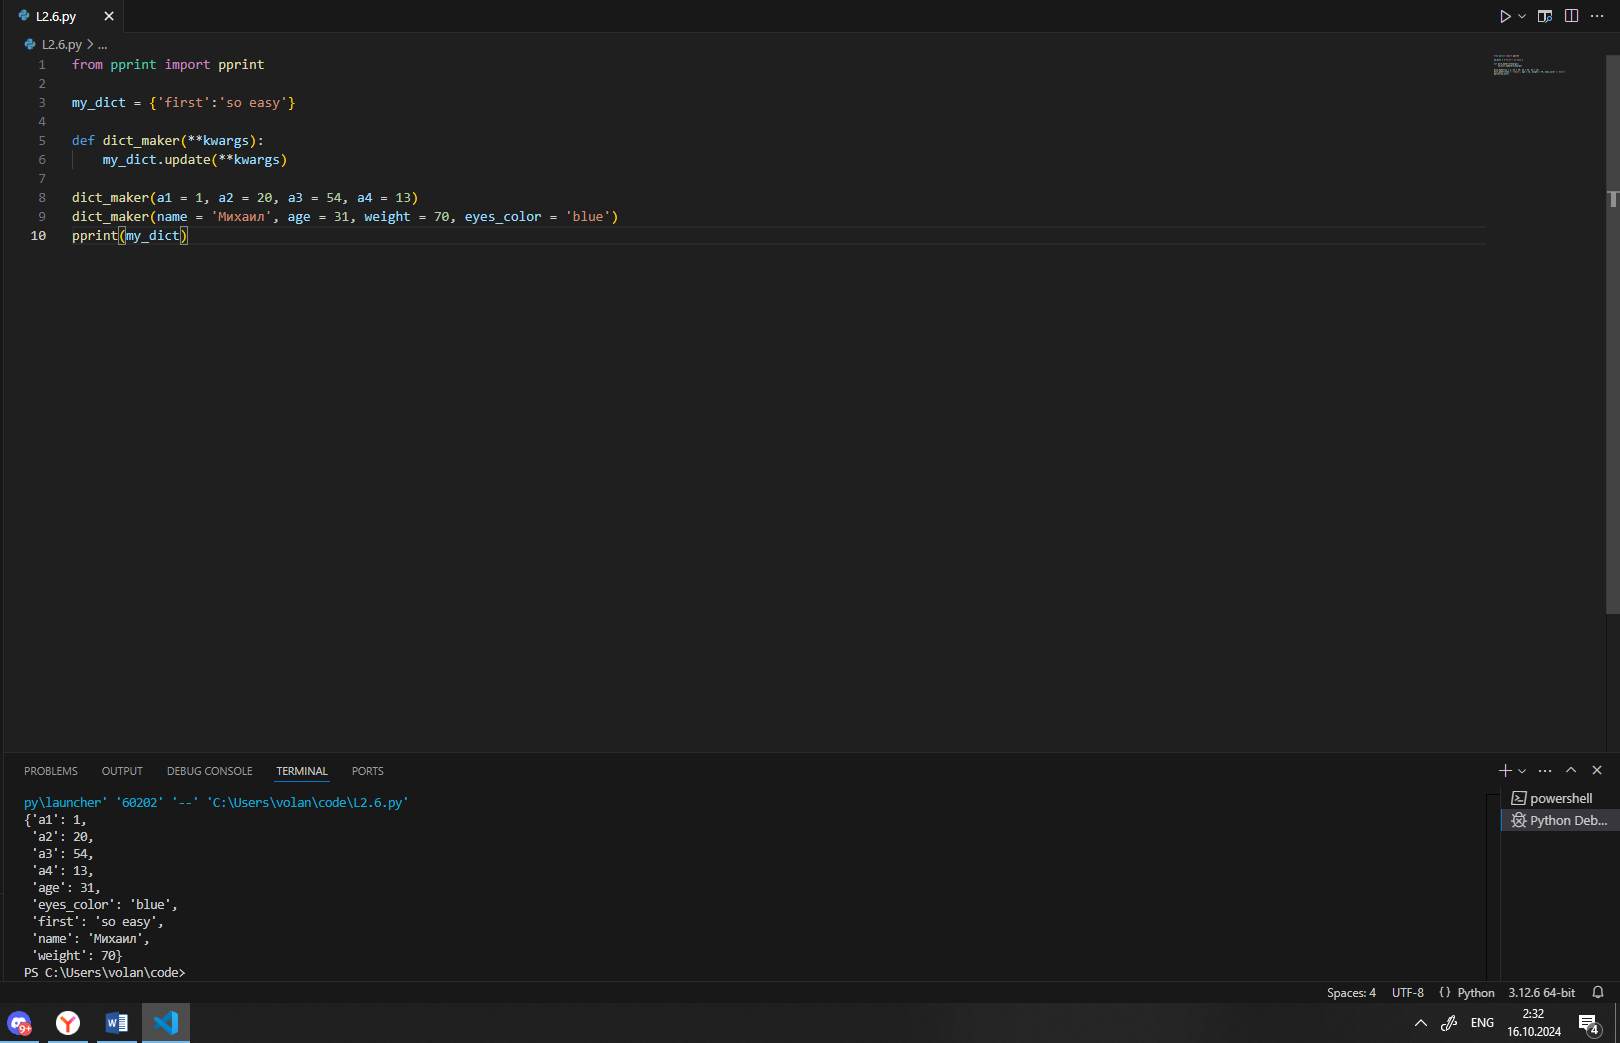 L2.6.py
L2.6.py > ...
1 from pprint import pprint
2
3 my_dict = {'first':'so easy'}
4
5 def dict_maker(**kwargs):
6     my_dict.update(**kwargs)
7
8 dict_maker(a1 = 1, a2 = 20, a3 = 54, a4 = 13)
9 dict_maker(name = 'Михаил', age = 31, weight = 70, eyes_color = 'blue')
10 pprint(my_dict)
PROBLEMS OUTPUT DEBUG CONSOLE TERMINAL PORTS
py\launcher' '60202' '--' 'C:\Users\volan\code\L2.6.py'
{'a1': 1,
 'a2': 20,
 'a3': 54,
 'a4': 13,
 'age': 31,
 'eyes_color': 'blue',
 'first': 'so easy',
 'name': 'Михаил',
 'weight': 70}
PS C:\Users\volan\code>
powershell
Python Deb...
Spaces: 4 UTF-8 {} Python 3.12.6 64-bit
9+
ENG
2:32
16.10.2024
4